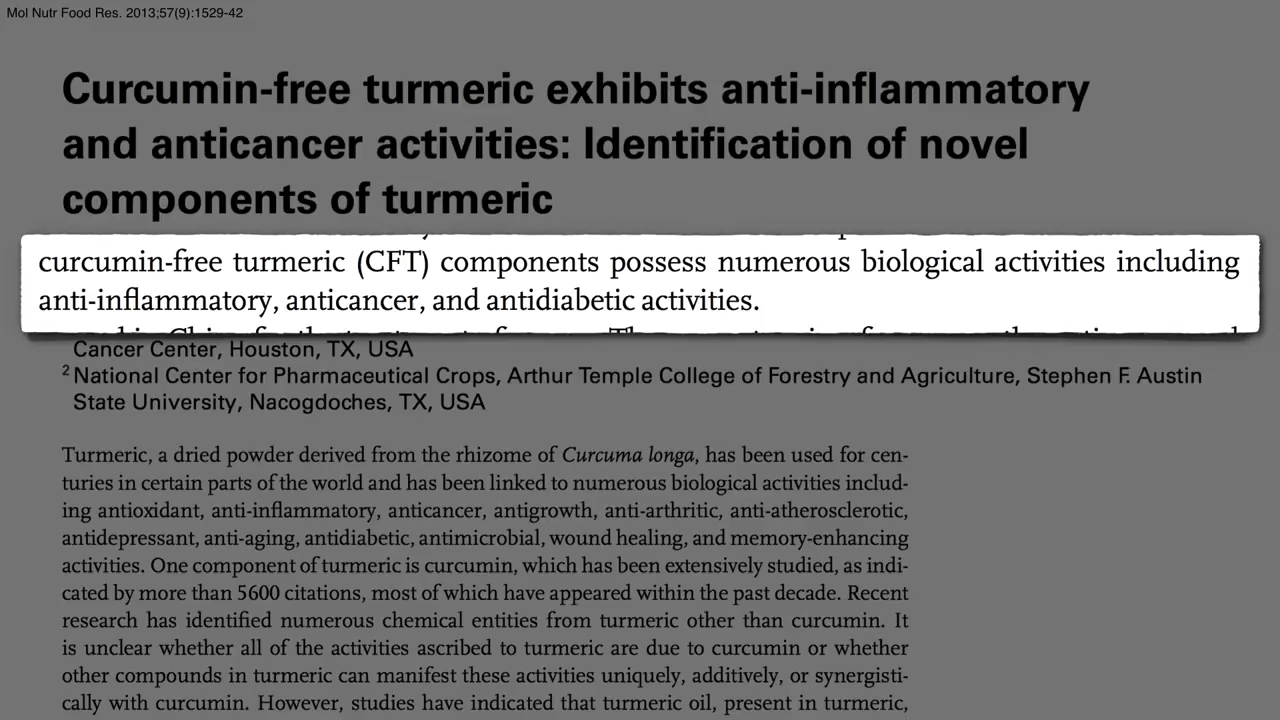 Mol Nutr Food Res. 2013;57(9):1529-42
Curcumin-free turmeric exhibits anti-inflammatory
and anticancer activities: Identification of novel
components of turmeric
curcumin-free turmeric (CFT) components possess numerous biological activities including
anti-inflammatory, anticancer, and antidiabetic activities.
Cancer Center, Houston, TX, USA
2 National Center for Pharmaceutical Crops, Arthur Temple College of Forestry and Agriculture, Stephen F. Austin
State University, Nacogdoches, TX, USA
Turmeric, a dried powder derived from the rhizome of Curcuma longa, has been used for cen-
turies in certain parts of the world and has been linked to numerous biological activities includ-
ing antioxidant, anti-inflammatory, anticancer, antigrowth, anti-arthritic, anti-atherosclerotic,
antidepressant, anti-aging, antidiabetic, antimicrobial, wound healing, and memory-enhancing
activities. One component of turmeric is curcumin, which has been extensively studied, as indi-
cated by more than 5600 citations, most of which have appeared within the past decade. Recent
research has identified numerous chemical entities from turmeric other than curcumin. It
is unclear whether all of the activities ascribed to turmeric are due to curcumin or whether
other compounds in turmeric can manifest these activities uniquely, additively, or synergisti-
cally with curcumin. However, studies have indicated that turmeric oil, present in turmeric,